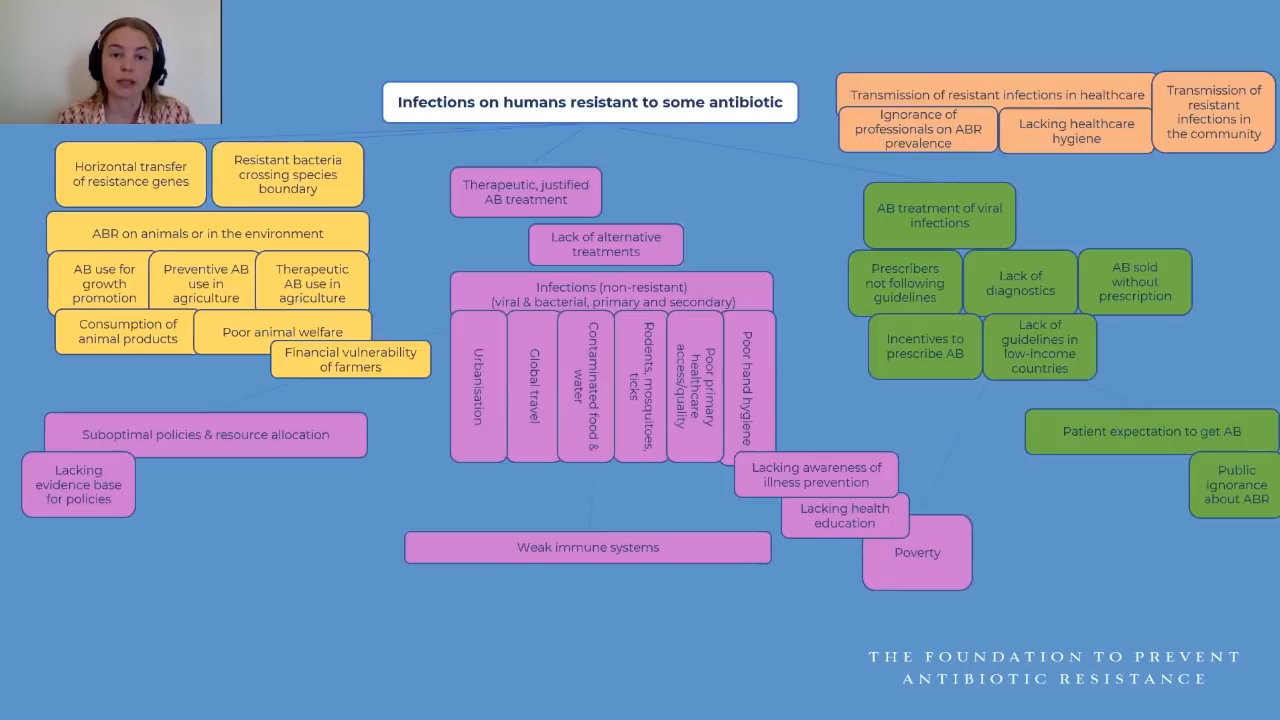 Infections on humans resistant to some antibiotic
Transmission of resistant infections in healthcare
Ignorance of
professionals on ABR
prevalence
Lacking healthcare
hygiene
Transmission of
resistant
infections in
the community
Horizontal transfer
of resistance genes
Resistant bacteria
crossing species
boundary
ABR on animals or in the environment
AB use for
growth
promotion
Preventive AB
use in
agriculture
Therapeutic
AB use in
agriculture
Consumption of
animal products
Poor animal welfare
Financial vulnerability
of farmers
Suboptimal policies & resource allocation
Lacking
evidence base
for policies
Therapeutic, justified
AB treatment
Lack of alternative
treatments
Infections (non-resistant)
(viral & bacterial, primary and secondary)
Urbanisation
Global travel
Contaminated food &
water
Rodents, mosquitoes,
ticks
Poor primary
healthcare
access/quality
Poor hand hygiene
Lacking awareness of
illness prevention
Lacking health
education
Poverty
Weak immune systems
AB treatment of viral
infections
Prescribers
not following
guidelines
Lack of
diagnostics
AB sold
without
prescription
Incentives to
prescribe AB
Lack of
guidelines in
low-income
countries
Patient expectation to get AB
Public
ignorance
about ABR
THE FOUNDATION TO PREVENT
ANTIBIOTIC RESISTANCE